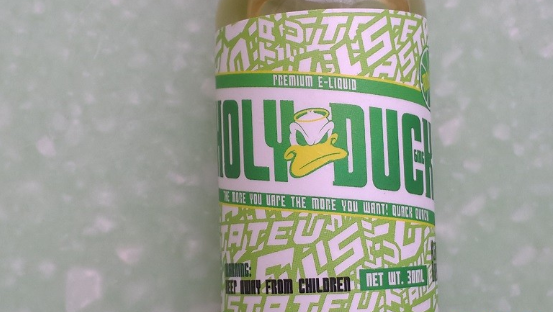 PREMIUM E-LIQUID
HOLY DUCK
THE MORE YOU VAPE THE MORE YOU WANT! QUACK QUACK
WARNING:
KEEP AWAY FROM CHILDREN
NET WT. 30ML